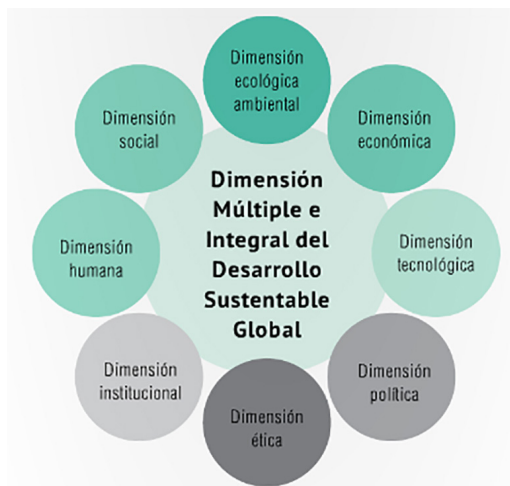 Dimensión
ecológica
ambiental
Dimensión
social
Dimensión
económica
Dimensión
Múltiple e
Integral del
Desarrollo
Sustentable
Global
Dimensión
humana
Dimensión
tecnológica
Dimensión
institucional
Dimensión
política
Dimensión
ética